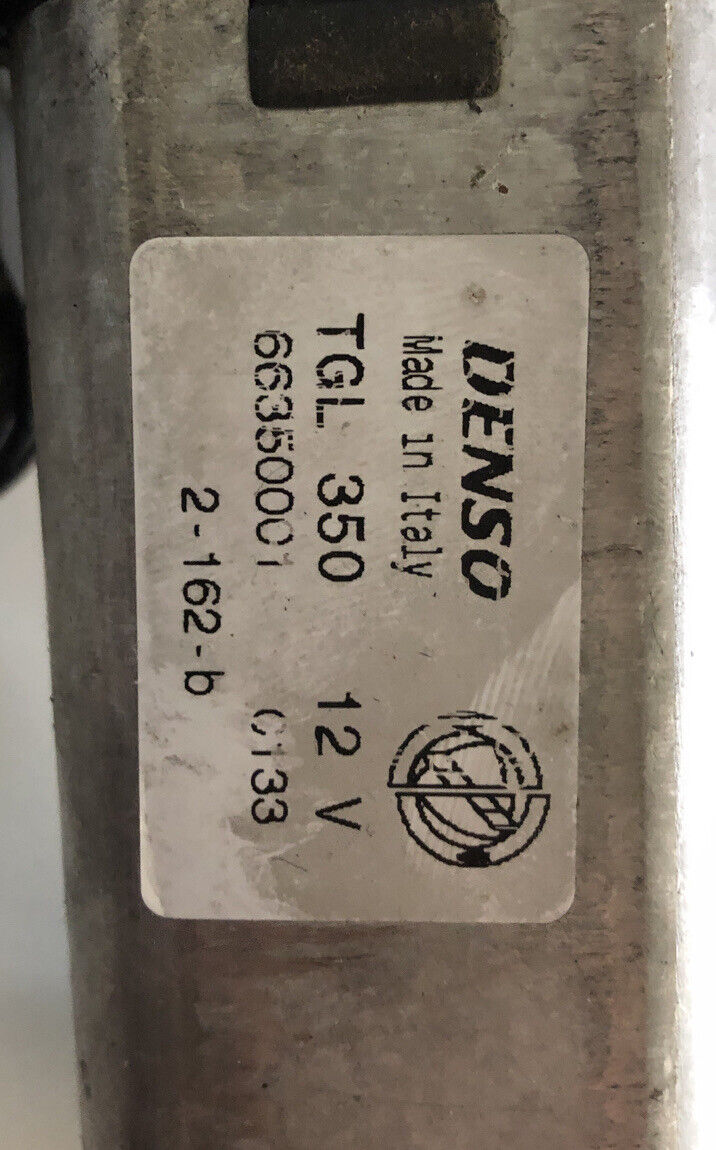 DENSO
Made in Italy
TGL 350 12 V
66350001 0133
2-162-b